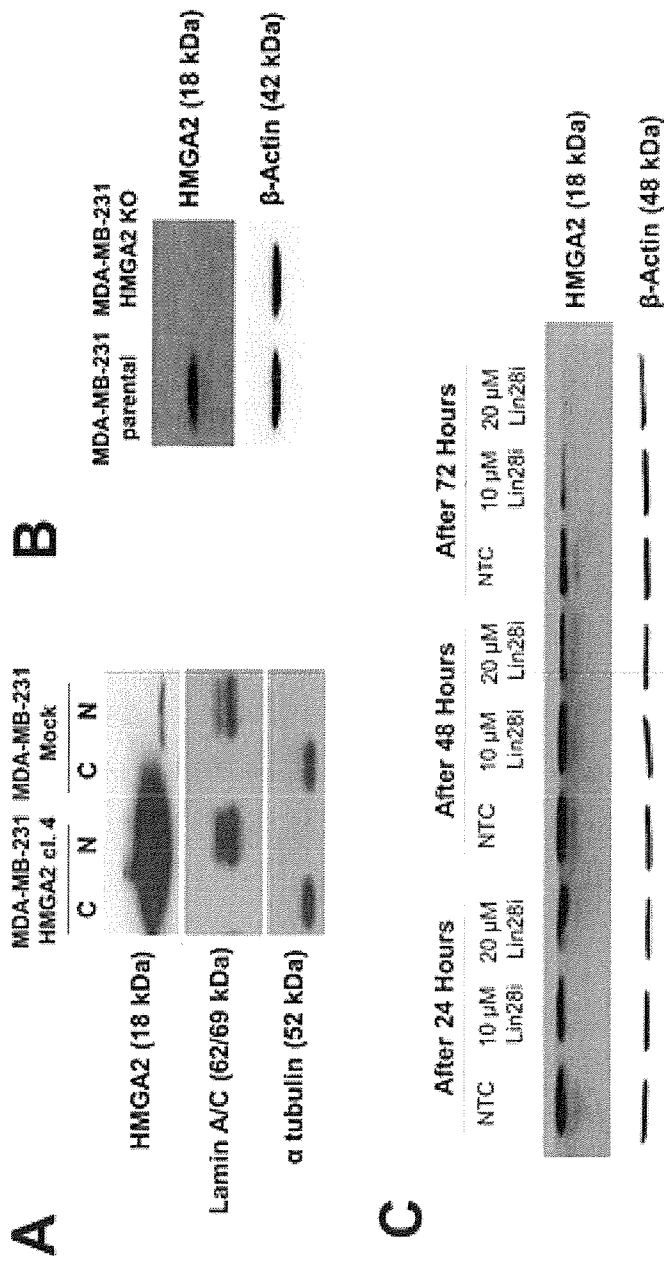 A
MDA-MB-231 MDA-MB-231
HMGA2 cl. 4 Mock
C N C N
HMGA2 (18 kDa)
Lamin A/C (62/69 kDa)
α tubulin (52 kDa)
B
MDA-MB-231 MDA-MB-231
parental HMGA2 KO
HMGA2 (18 kDa)
β-Actin (42 kDa)
C
After 24 Hours After 48 Hours After 72 Hours
NTC 10 µM 20 µM NTC 10 µM 20 µM NTC 10 µM 20 µM
Lin28i Lin28i Lin28i Lin28i Lin28i Lin28i
HMGA2 (18 kDa)
β-Actin (48 kDa)